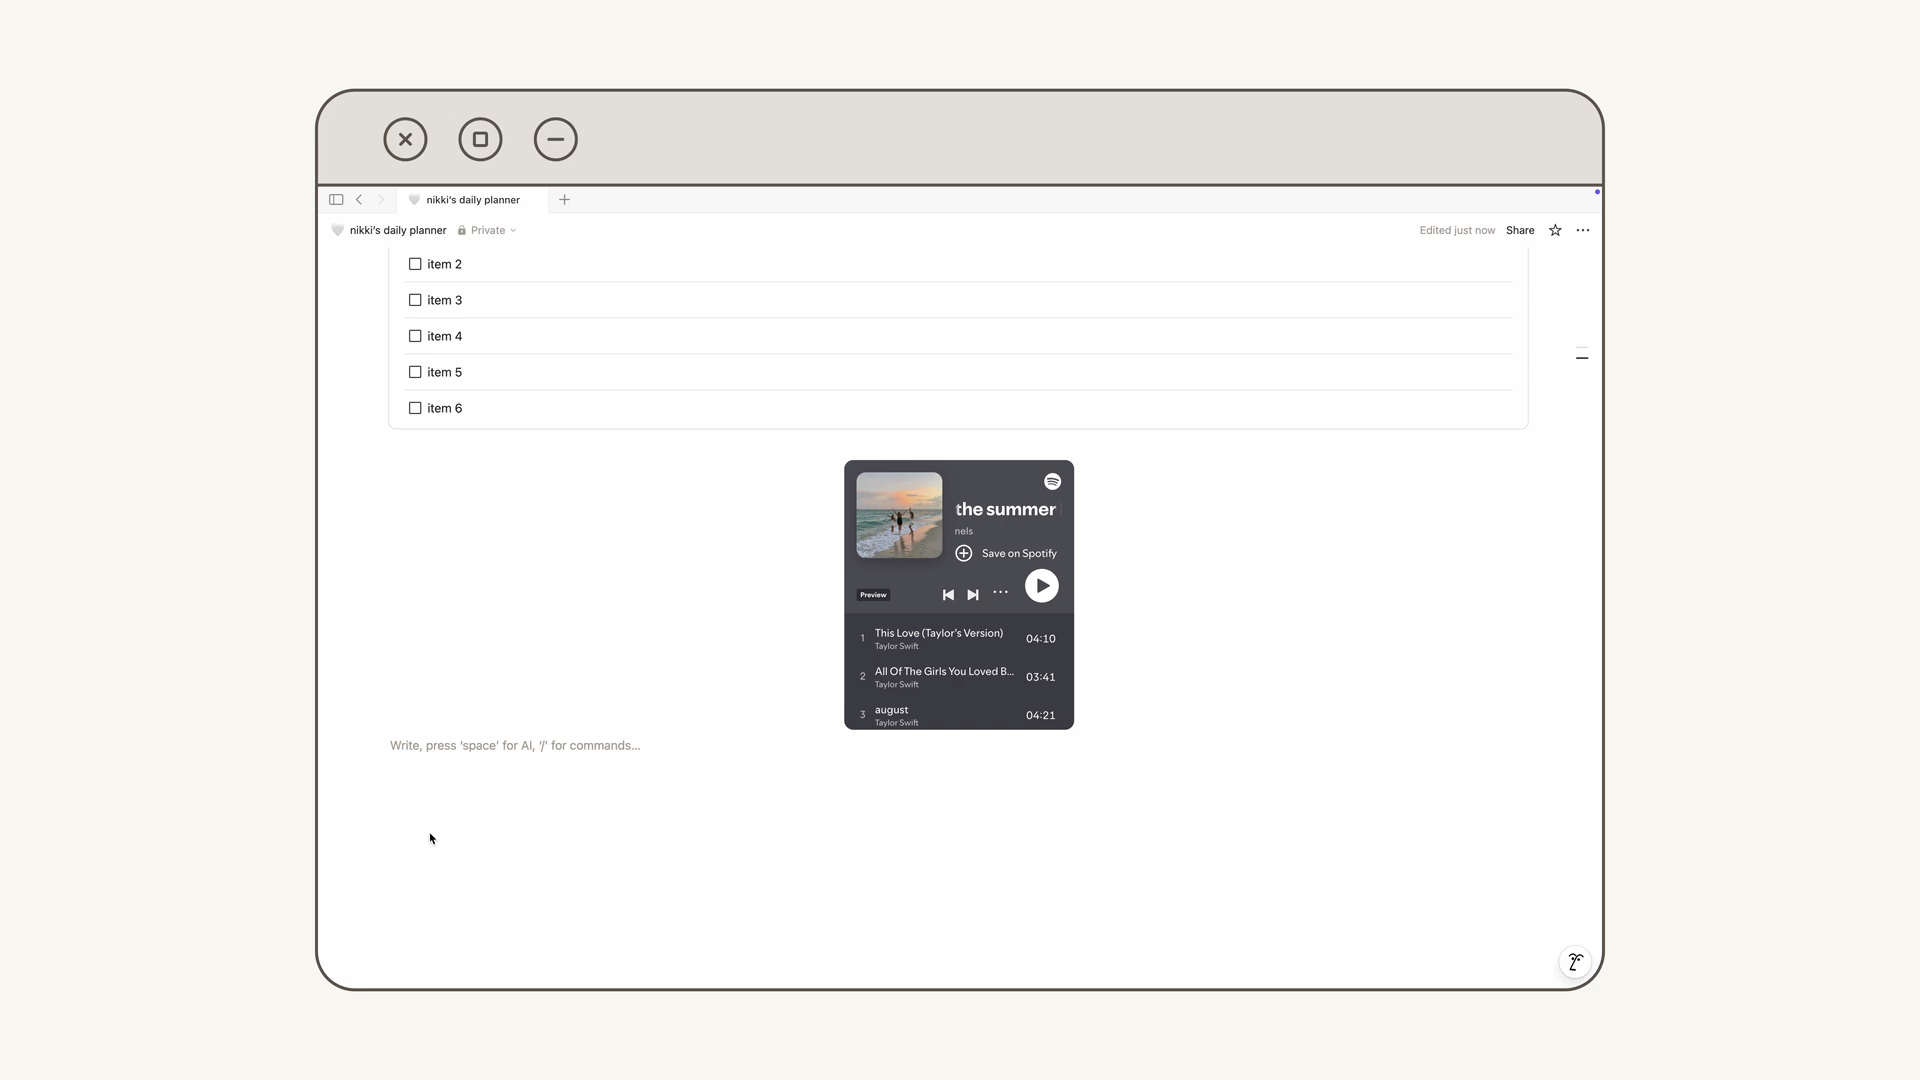 nikki's daily planner
nikki's daily planner Private
Edited just now Share
item 2
item 3
item 4
item 5
item 6
the summer
nels
Save on Spotify
Preview
1 This Love (Taylor's Version) 04:10
Taylor Swift
2 All Of The Girls You Loved B... 03:41
Taylor Swift
3 august 04:21
Taylor Swift
Write, press ‘space’ for AI, ‘/’ for commands...